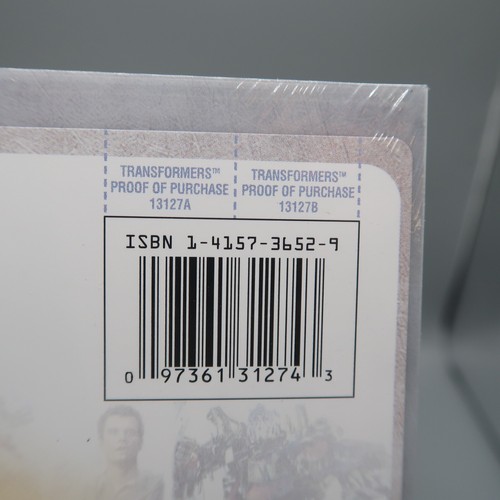 TRANSFORMERS™ TRANSFORMERS™
PROOF OF PURCHASE PROOF OF PURCHASE
13127A 13127B
ISBN 1-4157-3652-9
0 97361 31274 3